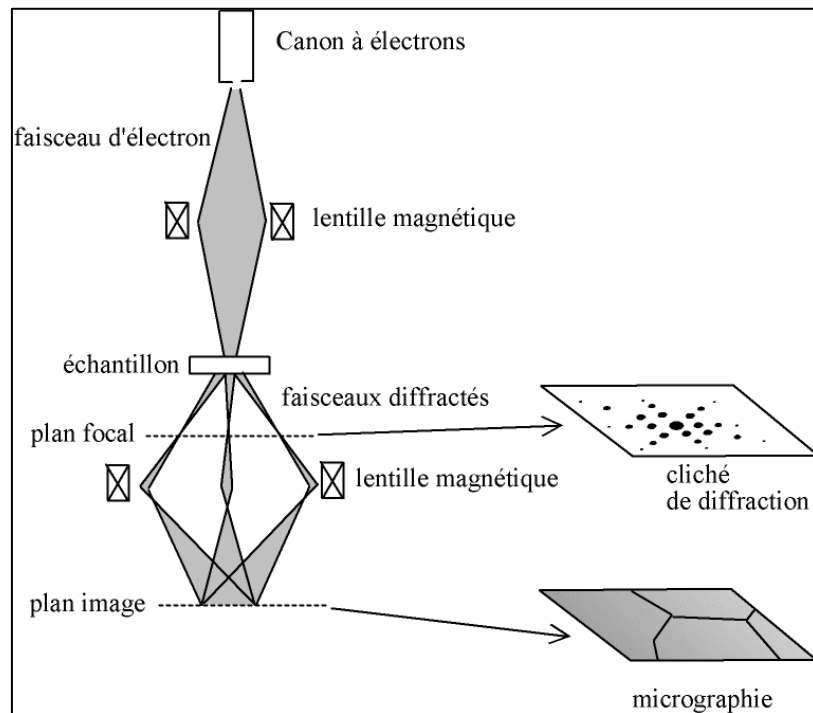 Canon à électrons
faisceau d'électron
lentille magnétique
échantillon
faisceaux diffractés
plan focal
lentille magnétique
cliché
de diffraction
plan image
micrographie